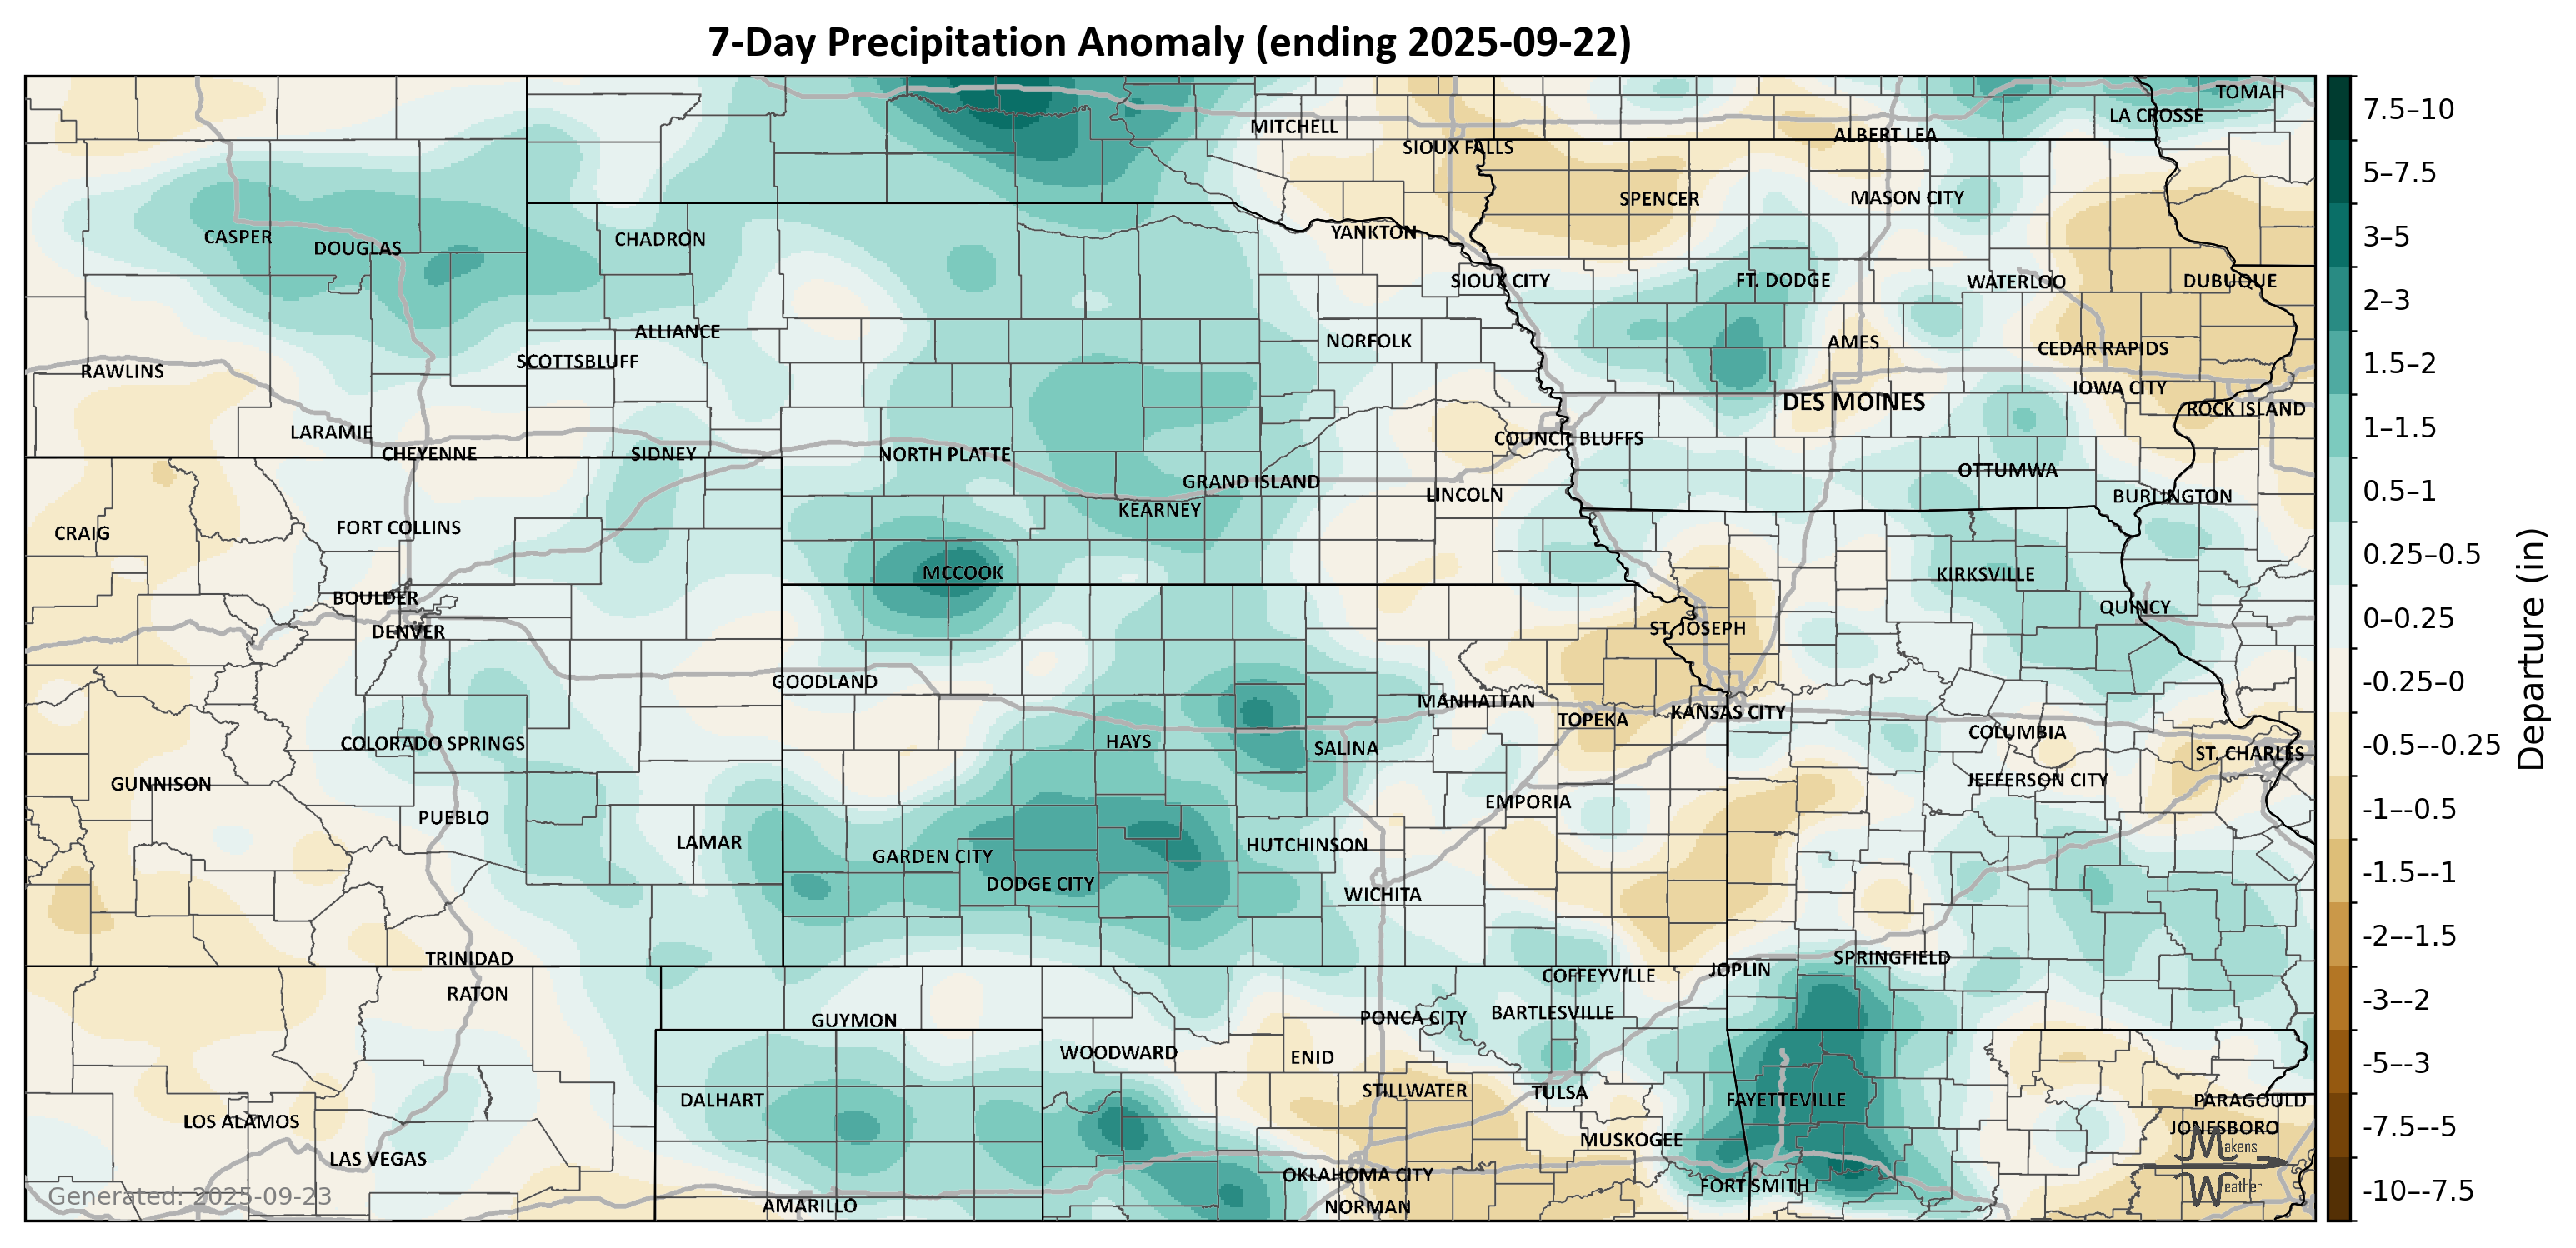 7-Day Precipitation Anomaly (ending 2025-09-22)
TOMAH
LA CROSSE
MITCHELL
ALBERT LEA
SIOUX FALLS
SPENCER
MASON CITY
CASPER
DOUGLAS
CHADRON
YANKTON
SIOUX CITY
FT. DODGE
WATERLOO
DUBUQUE
ALLIANCE
NORFOLK
AMES
CEDAR RAPIDS
SCOTTSBLUFF
RAWLINS
IOWA CITY
DES MOINES
ROCK ISLAND
LARAMIE
COUNCIL BLUFFS
CHEYENNE
SIDNEY
NORTH PLATTE
OTTUMWA
GRAND ISLAND
LINCOLN
BURLINGTON
KEARNEY
CRAIG
FORT COLLINS
MCCOOK
KIRKSVILLE
BOULDER
QUINCY
DENVER
ST. JOSEPH
GOODLAND
MANHATTAN
TOPEKA
KANSAS CITY
COLUMBIA
COLORADO SPRINGS
HAYS
SALINA
ST. CHARLES
GUNNISON
JEFFERSON CITY
EMPORIA
PUEBLO
LAMAR
HUTCHINSON
GARDEN CITY
DODGE CITY
WICHITA
TRINIDAD
SPRINGFIELD
JOPLIN
COFFEYVILLE
RATON
GUYMON
PONCA CITY
BARTLESVILLE
WOODWARD
ENID
STILLWATER
TULSA
DALHART
FAYETTEVILLE
PARAGOULD
LOS ALAMOS
JONESBORO
MUSKOGEE
LAS VEGAS
OKLAHOMA CITY
FORT SMITH
AMARILLO
NORMAN
Generated: 2025-09-23
Makens
Weather
7.5–10
5–7.5
3–5
2–3
1.5–2
1–1.5
0.5–1
0.25–0.5
0–0.25
-0.25–0
-0.5–-0.25
-1–-0.5
-1.5–-1
-2–-1.5
-3–-2
-5–-3
-7.5–-5
-10–-7.5
Departure (in)